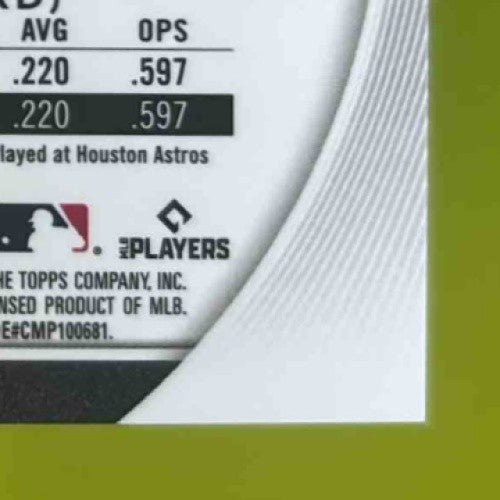 AVG OPS
.220 .597
.220 .597
layed at Houston Astros
MLB PLAYERS
HE TOPPS COMPANY, INC.
NSED PRODUCT OF MLB.
E#CMP100681.